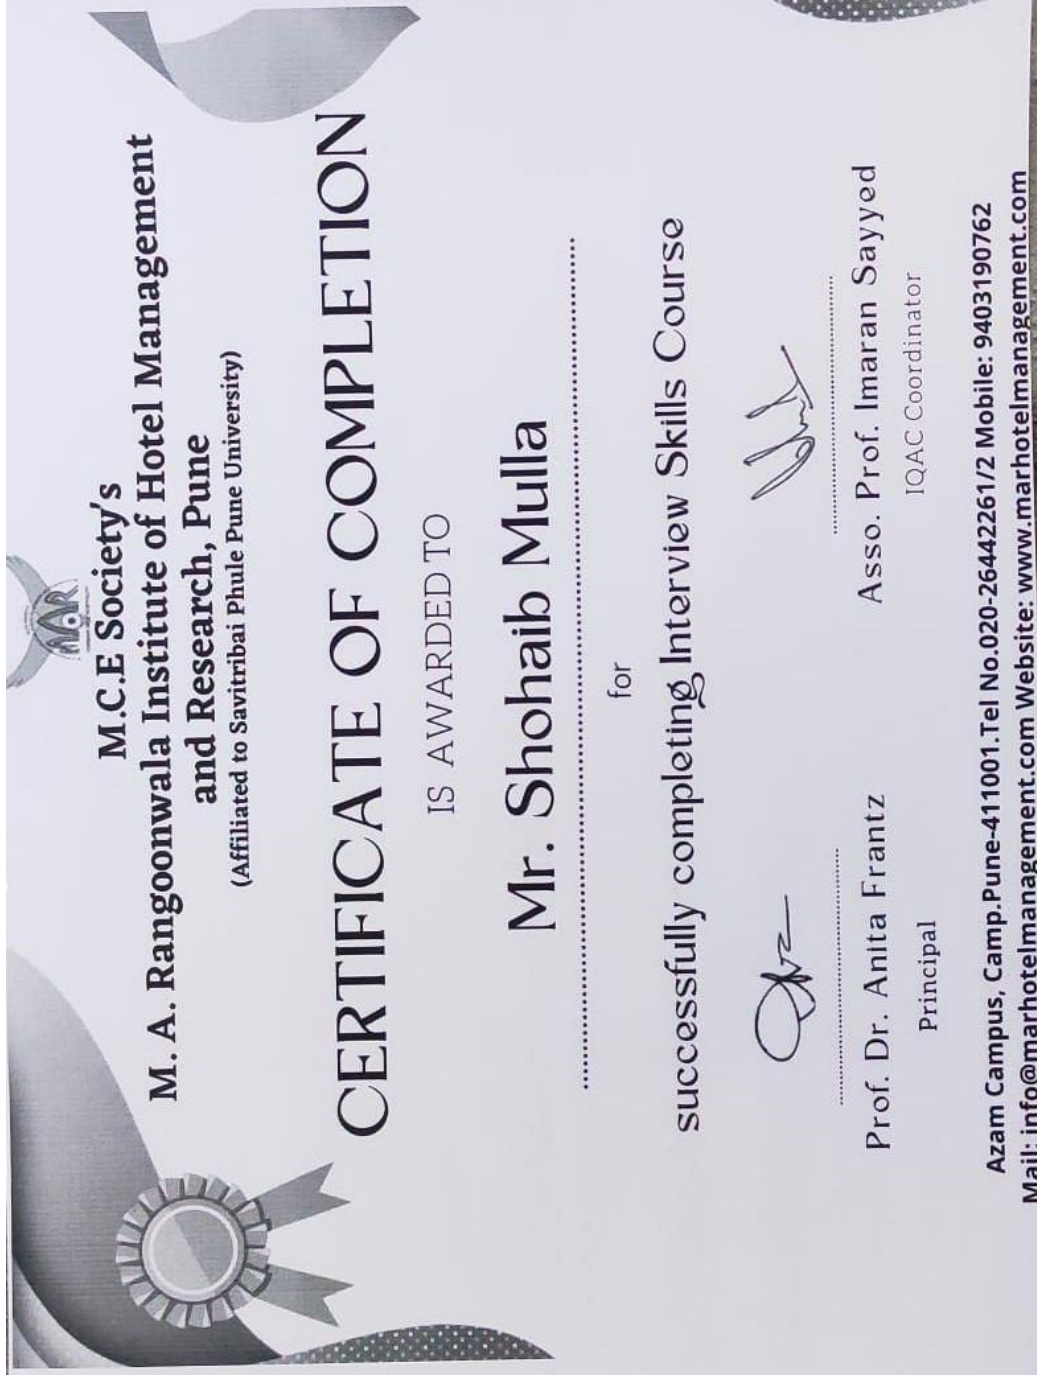 MAR
M.C.E Society's
M. A. Rangoonwala Institute of Hotel Management
and Research, Pune
(Affiliated to Savitribai Phule Pune University)
CERTIFICATE OF COMPLETION
IS AWARDED TO
Mr. Shohaib Mulla
for
successfully completing Interview Skills Course
Prof. Dr. Anita Frantz
Principal
Asso. Prof. Imaran Sayyed
IQAC Coordinator
Azam Campus, Camp.Pune-411001.Tel No.020-26442261/2 Mobile: 9403190762
Mail: info@marhotelmanagement.com Website: www.marhotelmanagement.com